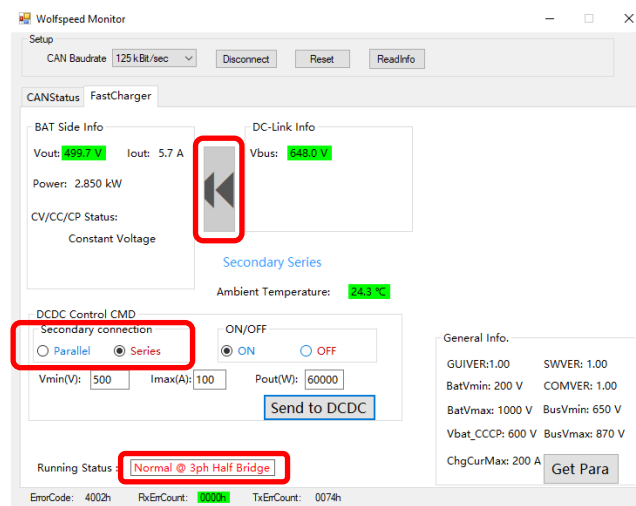 Wolfspeed Monitor
Setup
CAN Baudrate 125 kBit/sec Disconnect Reset ReadInfo
CANStatus FastCharger
BAT Side Info
Vout: 499.7 V Iout: 5.7 A
Power: 2.850 kW
CV/CC/CP Status:
Constant Voltage
DC-Link Info
Vbus: 648.0 V
Secondary Series
Ambient Temperature: 24.3 ℃
DCDC Control CMD
Secondary connection
Parallel Series
ON/OFF
ON OFF
Vmin(V): 500 Imax(A): 100 Pout(W): 60000
Send to DCDC
Running Status : Normal @ 3ph Half Bridge
General Info.
GUIVER:1.00 SWVER: 1.00
BatVmin: 200 V COMVER: 1.00
BatVmax: 1000 V BusVmin: 650 V
Vbat_CCCP: 600 V BusVmax: 870 V
ChgCurMax: 200 A Get Para
ErrorCode: 4002h RxErrCount: 0000h TxErrCount: 0074h